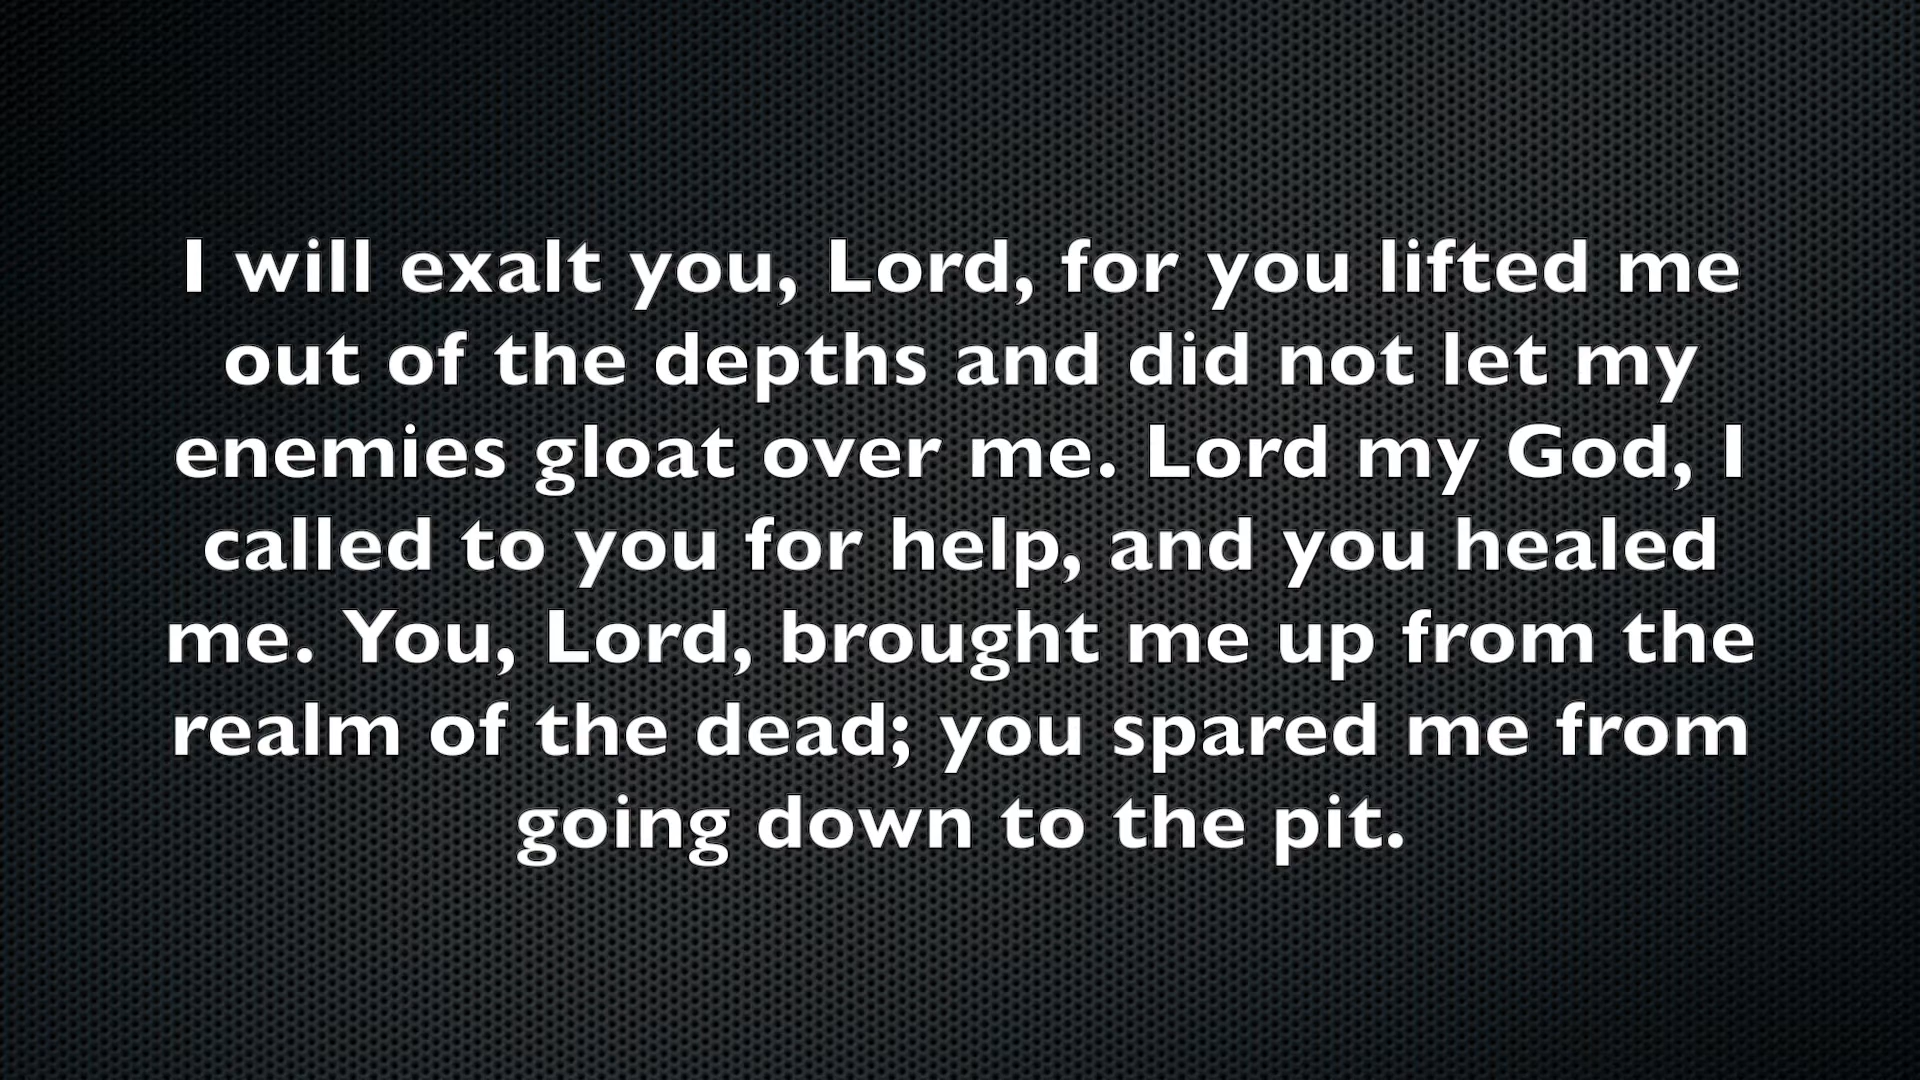 I will exalt you, Lord, for you lifted me
out of the depths and did not let my
enemies gloat over me. Lord my God, I
called to you for help, and you healed
me. You, Lord, brought me up from the
realm of the dead; you spared me from
going down to the pit.